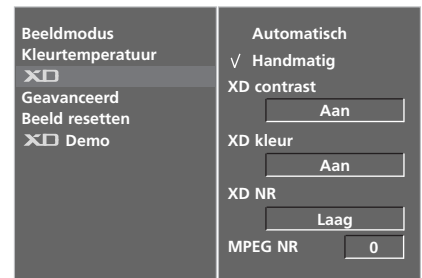 Beeldmodus
Kleurtemperatuur
XD
Geavanceerd
Beeld resetten
XD Demo
Automatisch
√ Handmatig
XD contrast
Aan
XD kleur
Aan
XD NR
Laag
MPEG NR 0